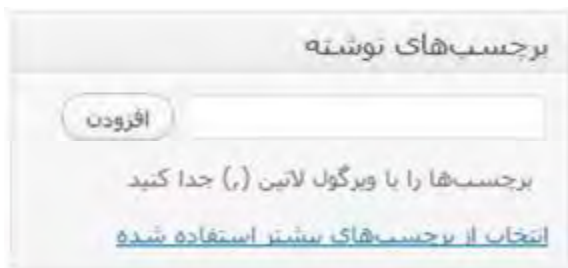 برچسب‌های نوشته
افزودن
برچسب‌ها را با ویرگول لاتین (,) جدا کنید
انتخاب از برچسب‌های بیشتر استفاده شده